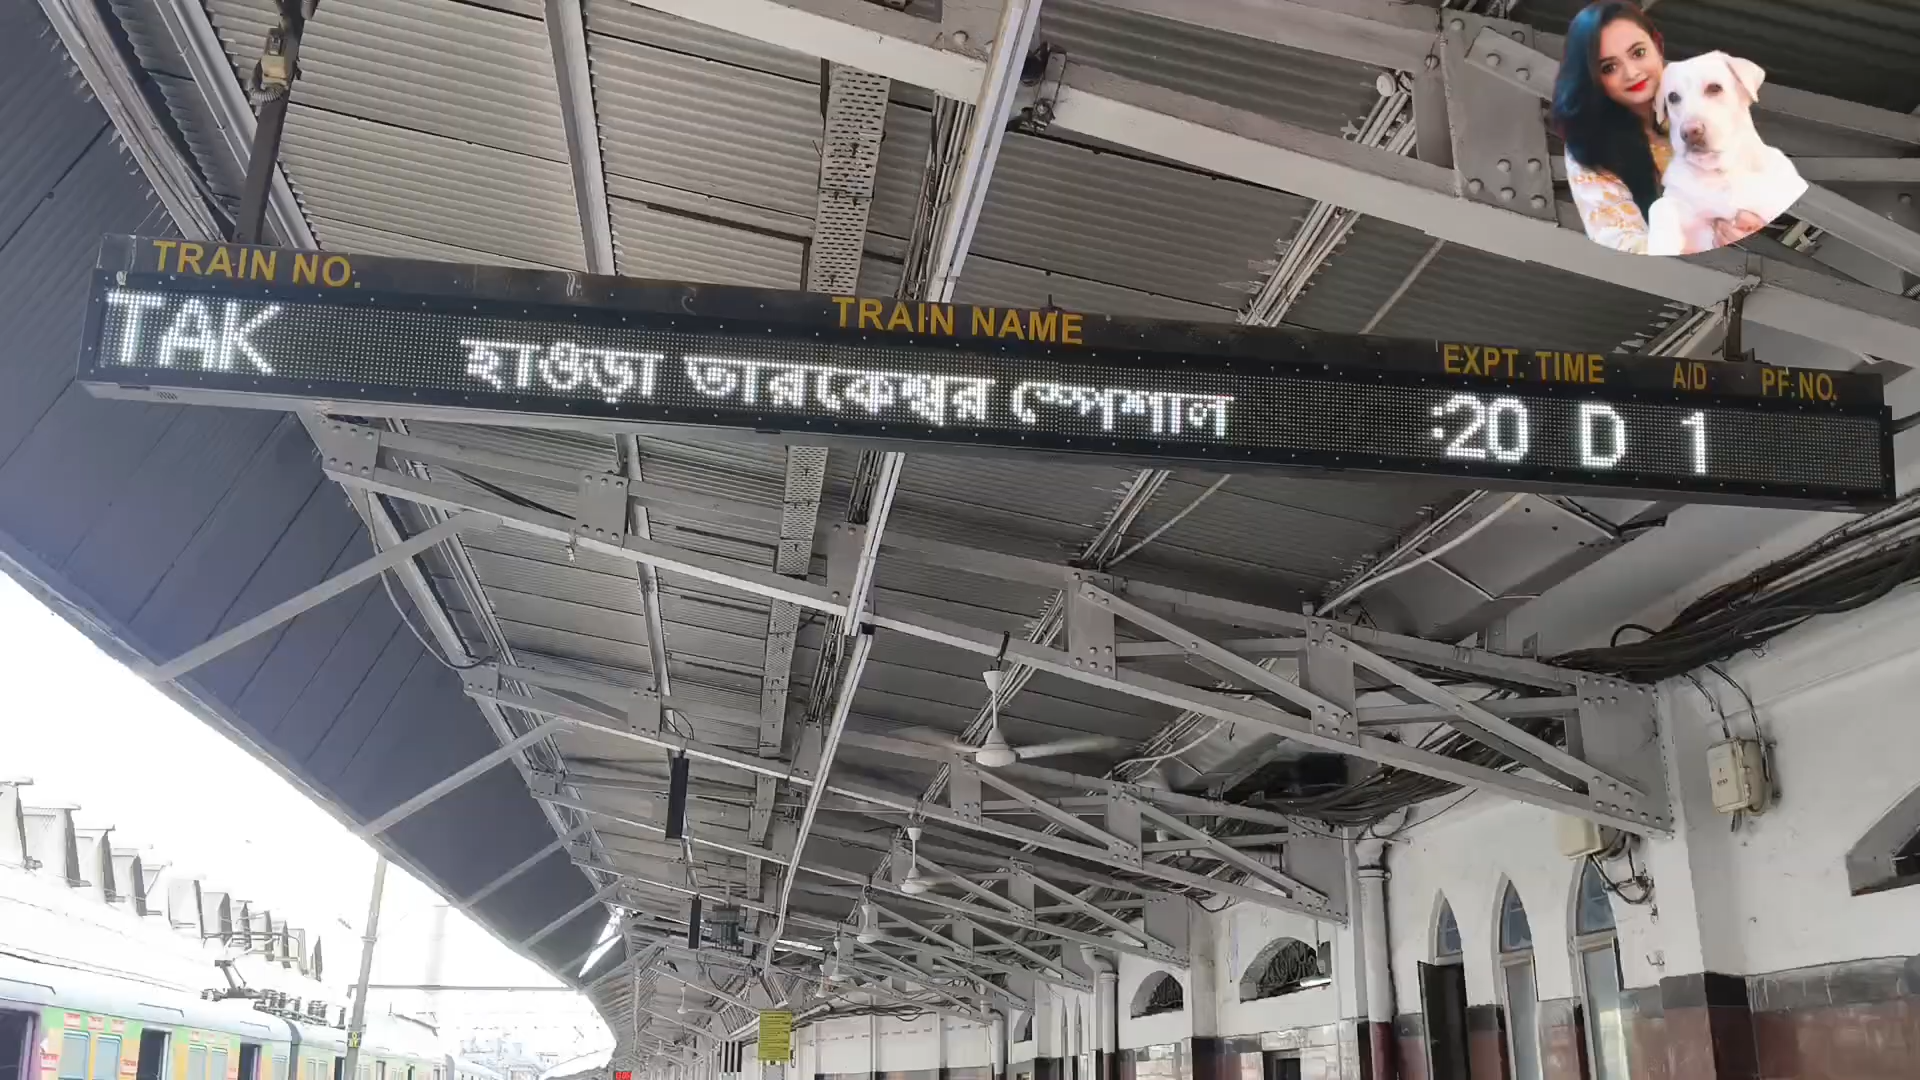 TRAIN NO.
TRAIN NAME
EXPT. TIME
A/D
PF.NO.
TAK হাওড়া তারকেশ্বর স্পেশাল :20 D 1